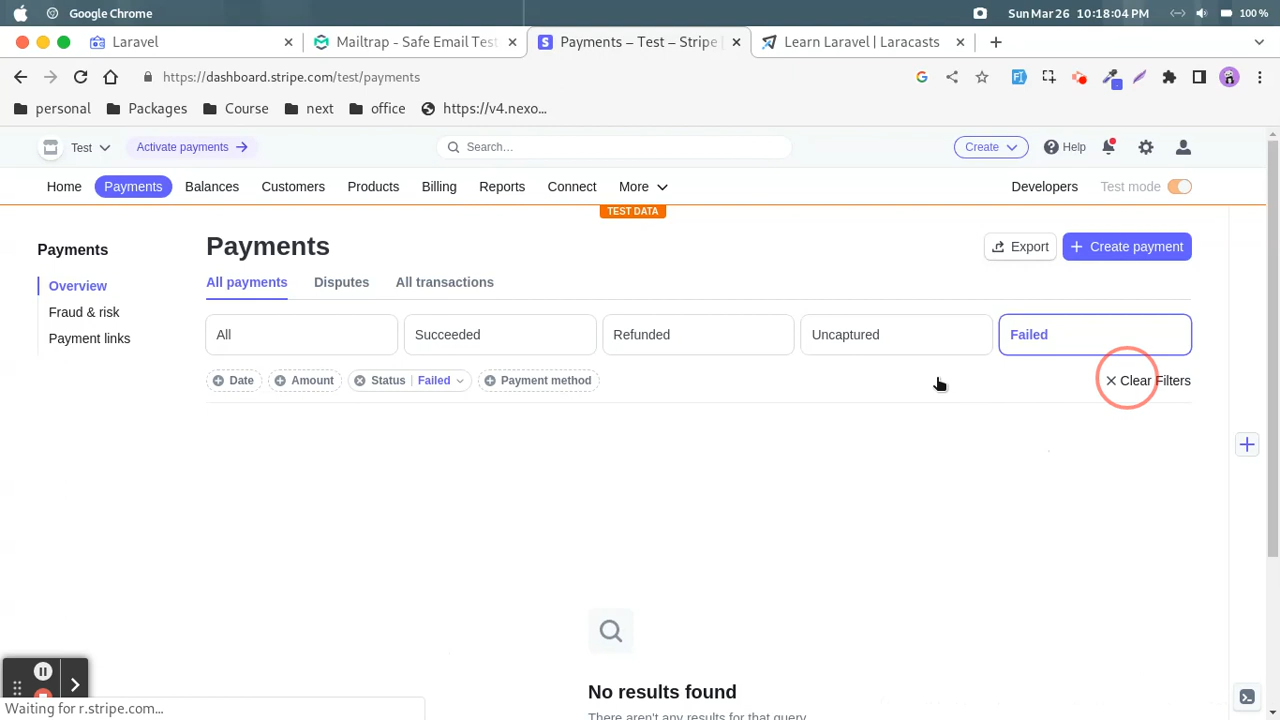 Google Chrome
Sun Mar 26 10:18:04 PM
100 %
Laravel
Mailtrap - Safe Email Test
Payments – Test – Stripe
Learn Laravel | Laracasts
https://dashboard.stripe.com/test/payments
personal
Packages
Course
next
office
https://v4.nexo...
Test
Activate payments
Search…
Create
Help
Home
Payments
Balances
Customers
Products
Billing
Reports
Connect
More
Developers
Test mode
TEST DATA
Payments
Overview
Fraud & risk
Payment links
Payments
Export
Create payment
All payments
Disputes
All transactions
All
Succeeded
Refunded
Uncaptured
Failed
Date
Amount
Status | Failed
Payment method
Clear Filters
No results found
There aren't any results for that query.
Waiting for r.stripe.com...